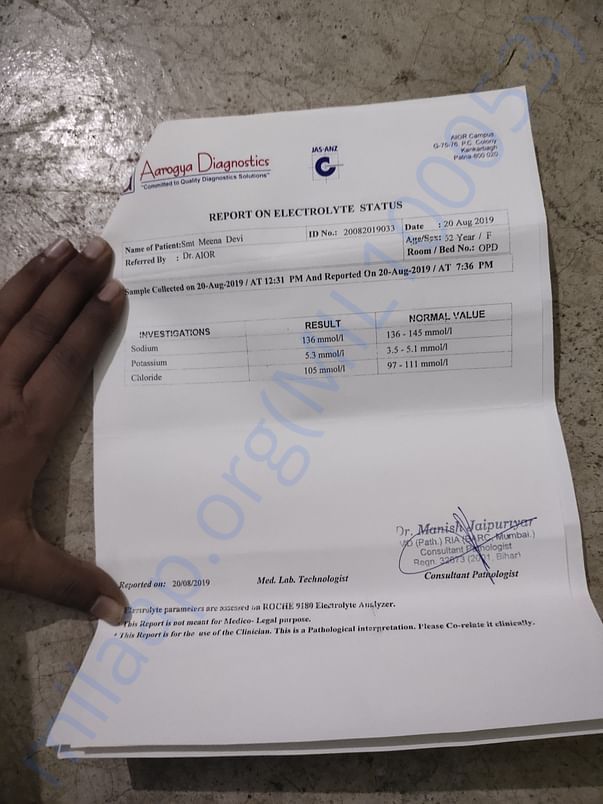 Aarogya Diagnostics
"Committed to Quality Diagnostics Solutions"
JAS-ANZ
C
AIOR Campus
G-75-76 P.C. Colony
Kankarbagh
Patna-800 020
REPORT ON ELECTROLYTE STATUS
Name of Patient:Smt Meena Devi
ID No.: 20082019033
Date : 20 Aug 2019
Referred By : Dr. AIOR
Age/Sex: 52 Year / F
Room / Bed No.: OPD
Sample Collected on 20-Aug-2019 / AT 12:31 PM And Reported On 20-Aug-2019 / AT 7:36 PM
INVESTIGATIONS RESULT NORMAL VALUE
Sodium 136 mmol/l 136 - 145 mmol/l
Potassium 5.3 mmol/l 3.5 - 5.1 mmol/l
Chloride 105 mmol/l 97 - 111 mmol/l
Dr. Manish Jaipuriyar
MD (Path.) RIA (BARC, Mumbai.)
Consultant Pathologist
Regn.
Reported on: 20/08/2019 Med. Lab. Technologist Consultant Pathologist
Electrolyte parameters are assessed on ROCHE 9180 Electrolyte Analyzer.
This Report is not meant for Medico- Legal purpose.
* This Report is for the use of the Clinician. This is a Pathological interpretation. Please Co-relate it clinically.
milaap.org(MIL100053)